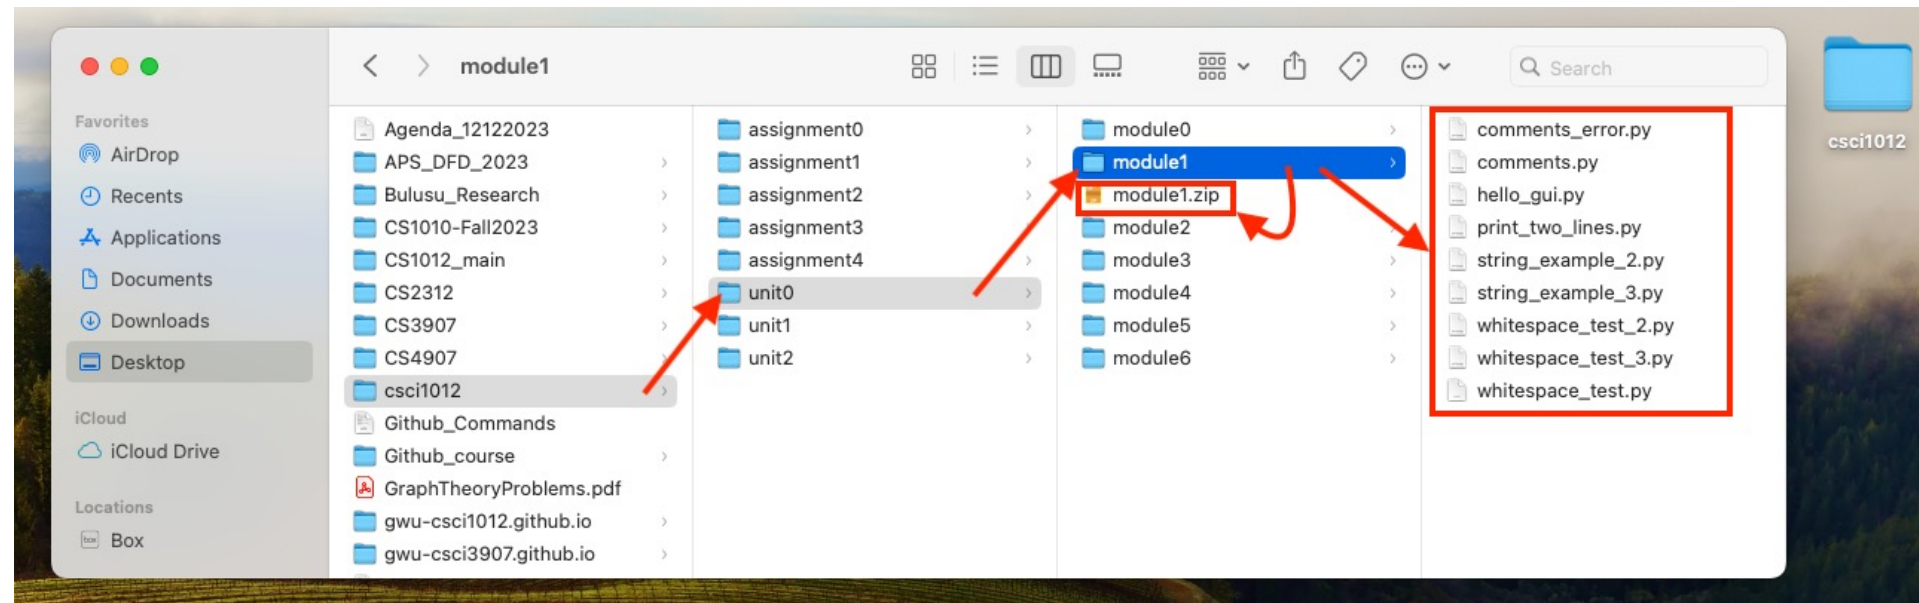 module1
Search
Favorites
AirDrop
Recents
Applications
Documents
Downloads
Desktop
iCloud
iCloud Drive
Locations
box
Box
Agenda_12122023
APS_DFD_2023
Bulusu_Research
CS1010-Fall2023
CS1012_main
CS2312
CS3907
CS4907
csci1012
Github_Commands
Github_course
GraphTheoryProblems.pdf
gwu-csci1012.github.io
gwu-csci3907.github.io
assignment0
assignment1
assignment2
assignment3
assignment4
unit0
unit1
unit2
module0
module1
module1.zip
module2
module3
module4
module5
module6
comments_error.py
comments.py
hello_gui.py
print_two_lines.py
string_example_2.py
string_example_3.py
whitespace_test_2.py
whitespace_test_3.py
whitespace_test.py
csci1012